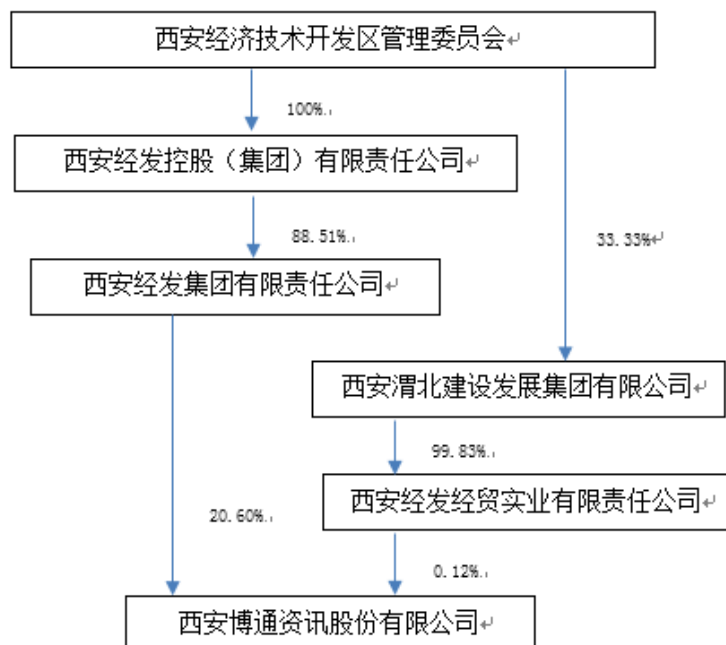 西安经济技术开发区管理委员会
100%
西安经发控股（集团）有限责任公司
88.51%
33.33%
西安经发集团有限责任公司
西安渭北建设发展集团有限公司
99.83%
西安经发经贸实业有限责任公司
20.60%
0.12%
西安博通资讯股份有限公司